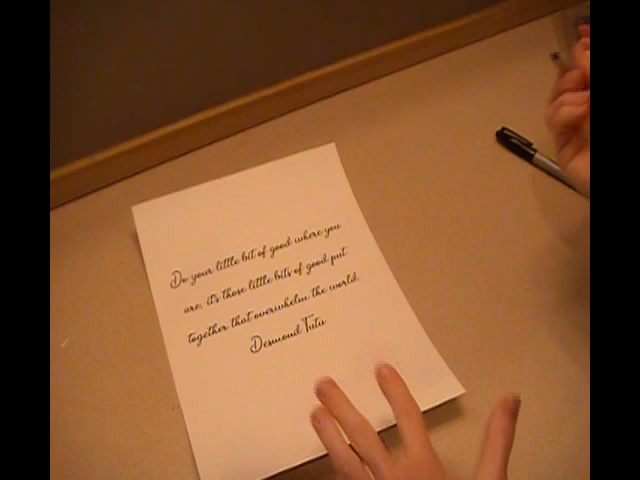 Do your little bit of good where you
are; it's those little bits of good put
together that overwhelm the world.
Desmond Tutu